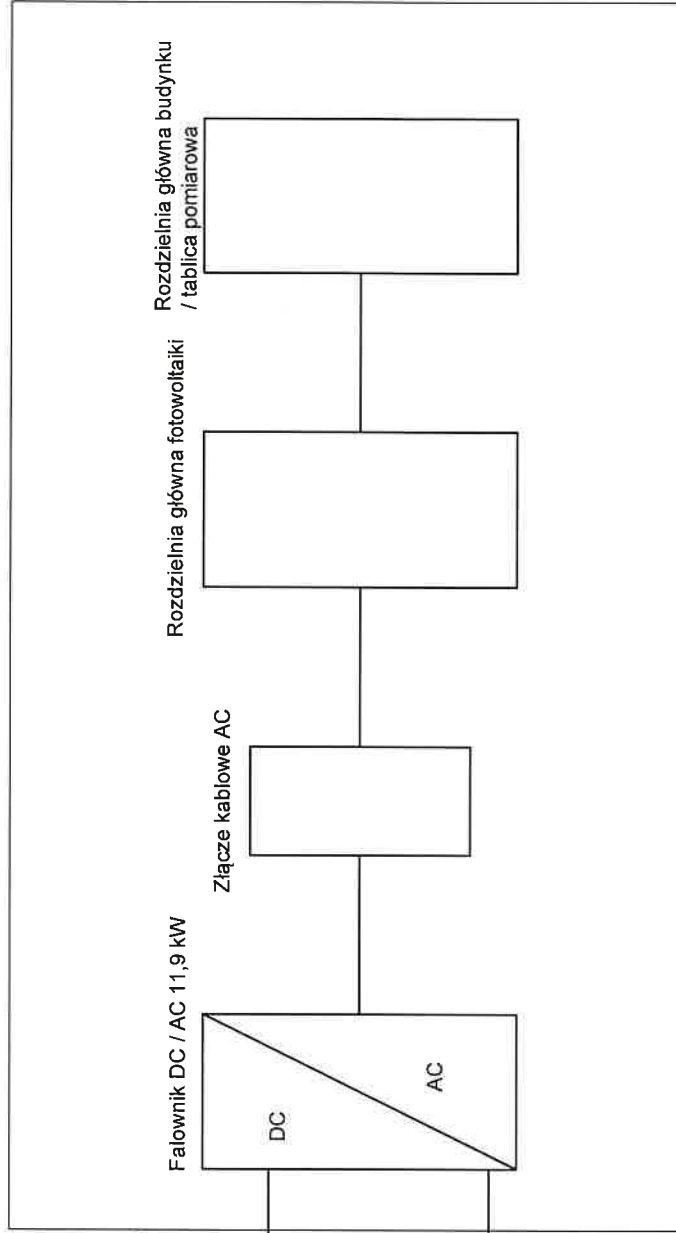 Falownik DC / AC 11,9 kW
DC
AC
Złącze kablowe AC
Rozdzielnia główna fotowoltaiki
Rozdzielnia główna budynku
/ tablica pomiarowa